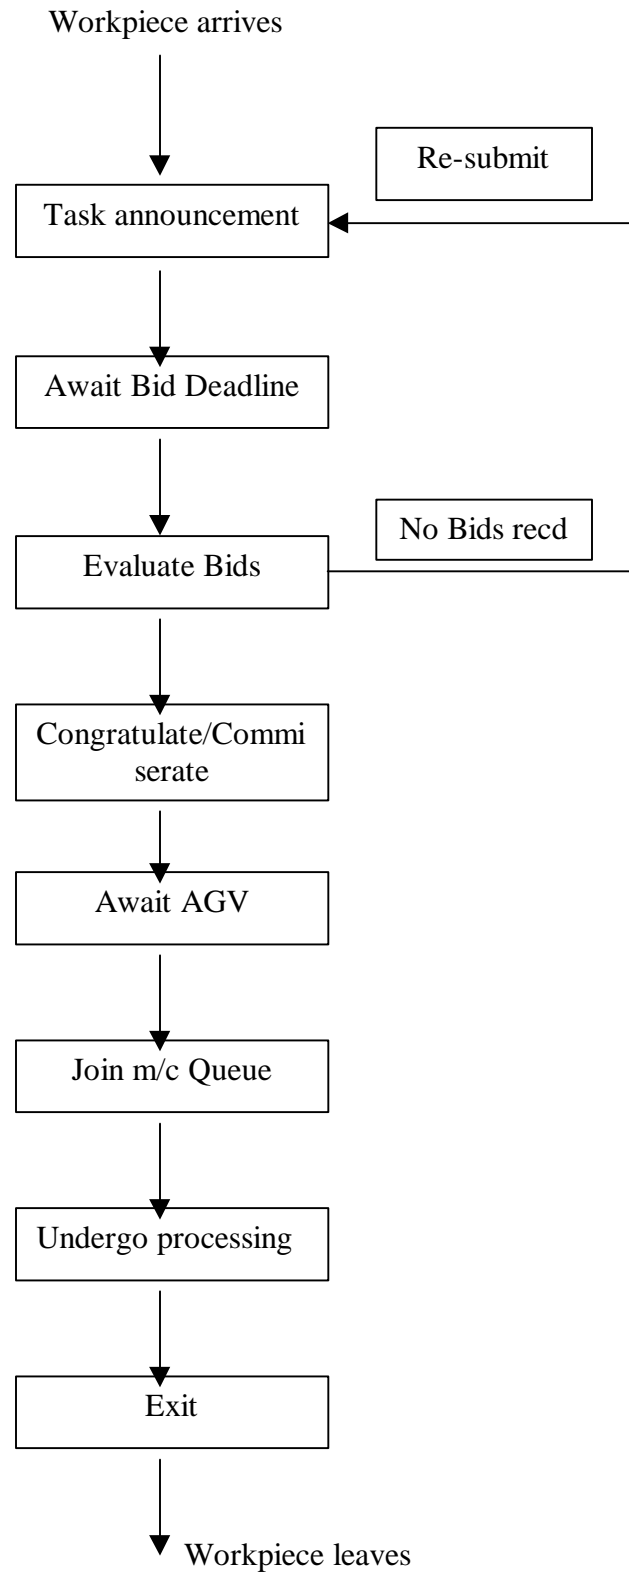 Workpiece arrives
Re-submit
Task announcement
Await Bid Deadline
No Bids recd
Evaluate Bids
Congratulate/Commi
serate
Await AGV
Join m/c Queue
Undergo processing
Exit
Workpiece leaves